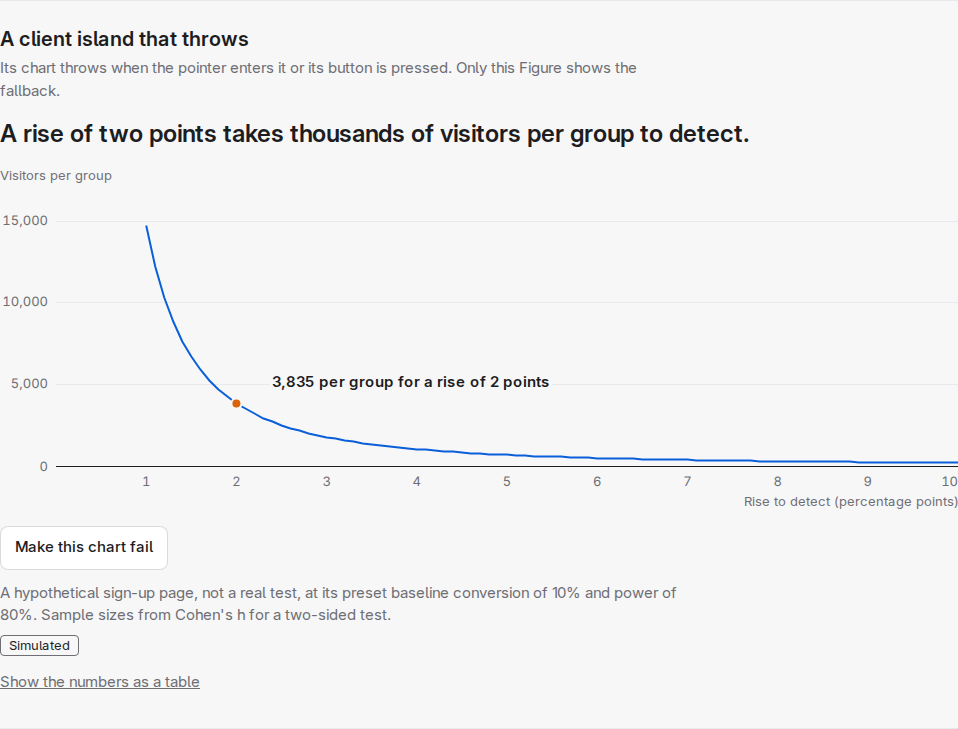 A client island that throws
Its chart throws when the pointer enters it or its button is pressed. Only this Figure shows the
fallback.
A rise of two points takes thousands of visitors per group to detect.
Visitors per group
15,000
10,000
5,000
3,835 per group for a rise of 2 points
0
1 2 3 4 5 6 7 8 9 10
Rise to detect (percentage points)
Make this chart fail
A hypothetical sign-up page, not a real test, at its preset baseline conversion of 10% and power of
80%. Sample sizes from Cohen's h for a two-sided test.
Simulated
Show the numbers as a table